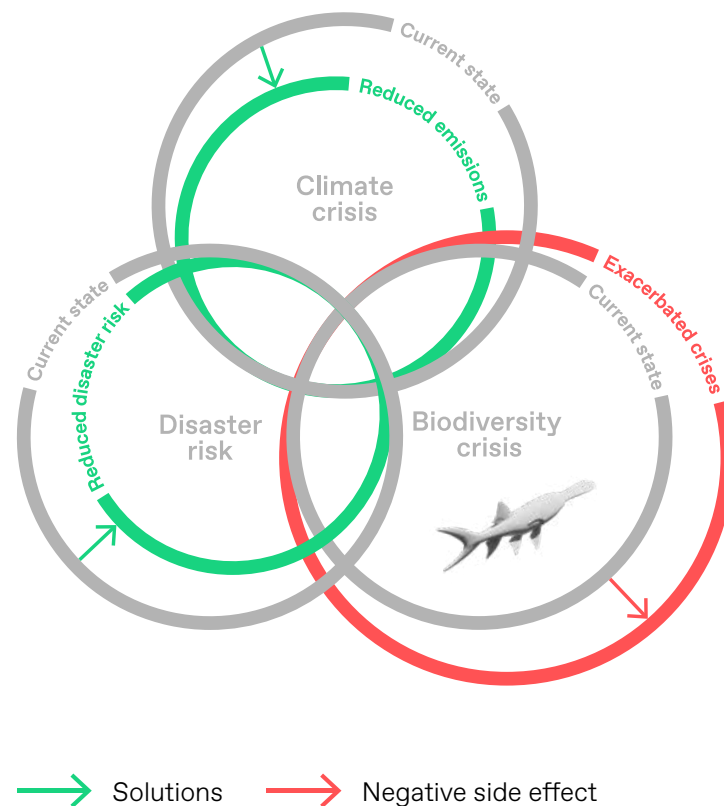 Current state
Reduced emissions
Climate
crisis
Exacerbated crises
Current state
Current state
Reduced disaster risk
Disaster
risk
Biodiversity
crisis
Solutions
Negative side effect